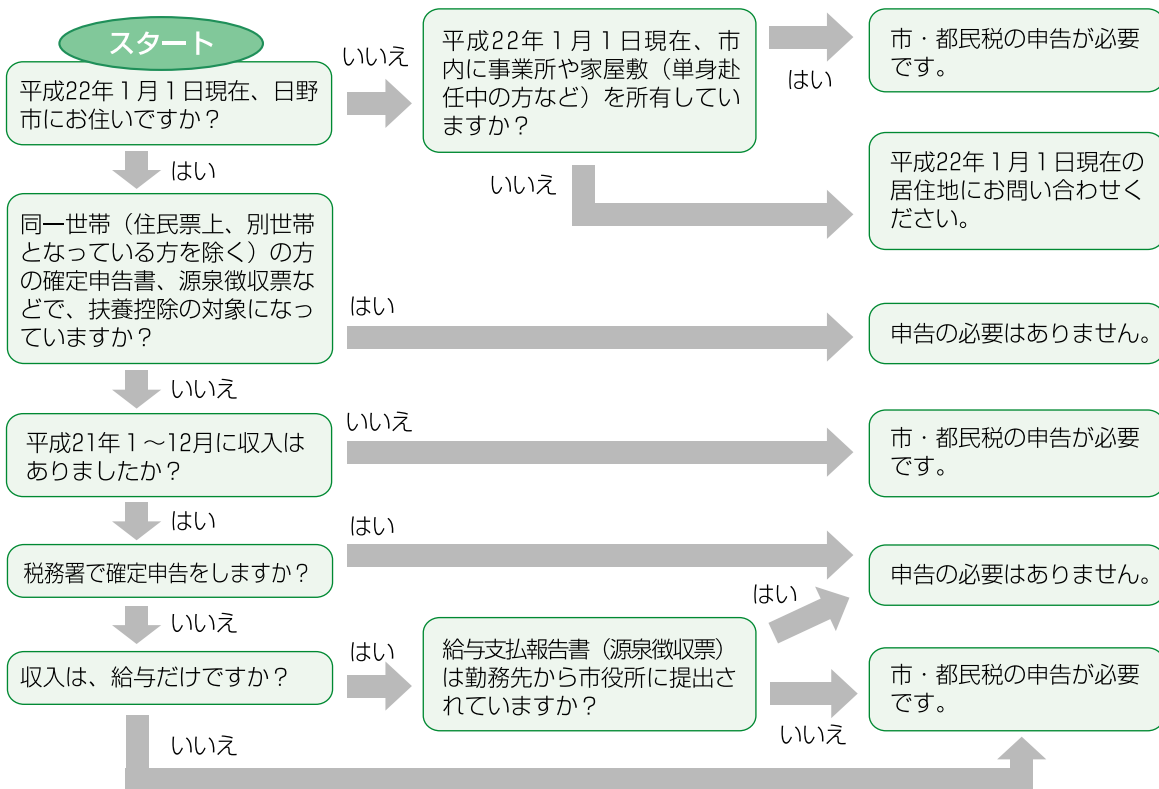 スタート
平成22年1月1日現在、日野
市にお住いですか？
いいえ
平成22年1月1日現在、市
内に事業所や家屋敷（単身赴
任中の方など）を所有してい
ますか？
はい
市・都民税の申告が必要
です。
いいえ
平成22年1月1日現在の
居住地にお問い合わせく
ださい。
はい
同一世帯（住民票上、別世帯
となっている方を除く）の方
の確定申告書、源泉徴収票な
どで、扶養控除の対象になっ
ていますか？
はい
申告の必要はありません。
いいえ
平成21年1～12月に収入は
ありましたか？
いいえ
市・都民税の申告が必要
です。
はい
税務署で確定申告をしますか？
はい
申告の必要はありません。
いいえ
収入は、給与だけですか？
はい
給与支払報告書（源泉徴収票）
は勤務先から市役所に提出さ
れていますか？
はい
いいえ
市・都民税の申告が必要
です。
いいえ